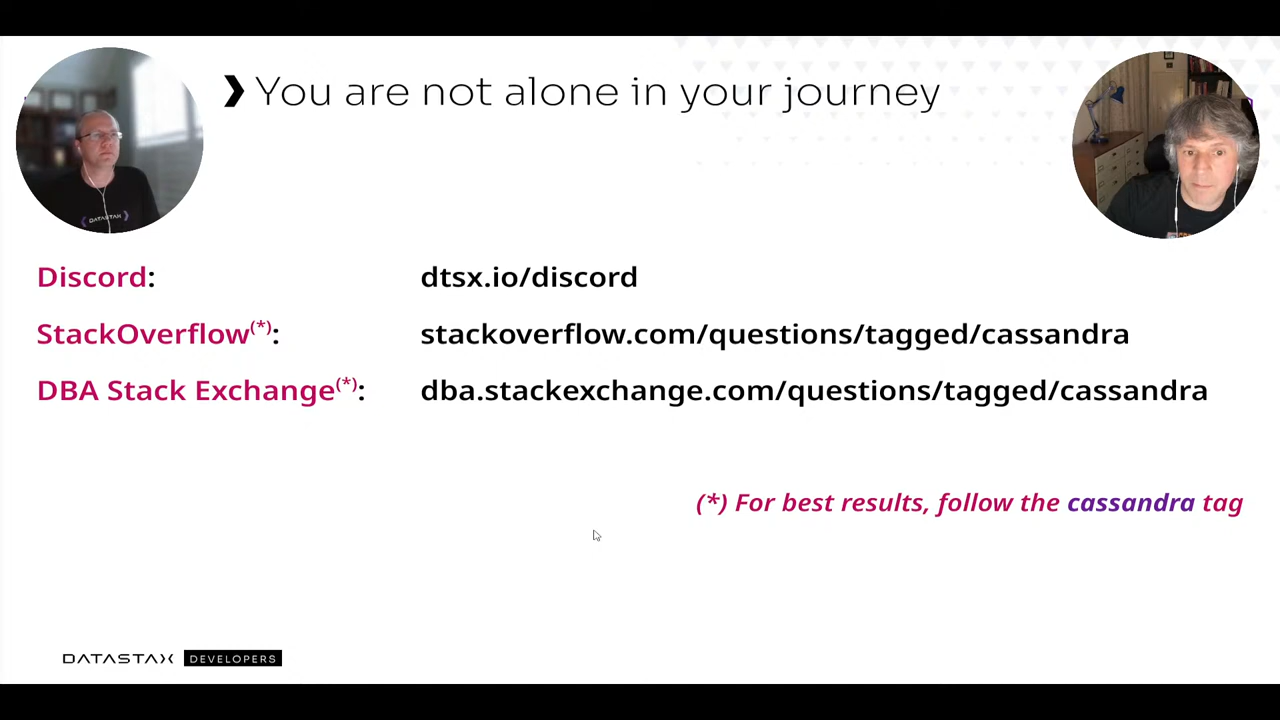 You are not alone in your journey
DATASTAX
Discord: dtsx.io/discord
StackOverflow(*): stackoverflow.com/questions/tagged/cassandra
DBA Stack Exchange(*): dba.stackexchange.com/questions/tagged/cassandra
(*) For best results, follow the cassandra tag
DATASTAX DEVELOPERS